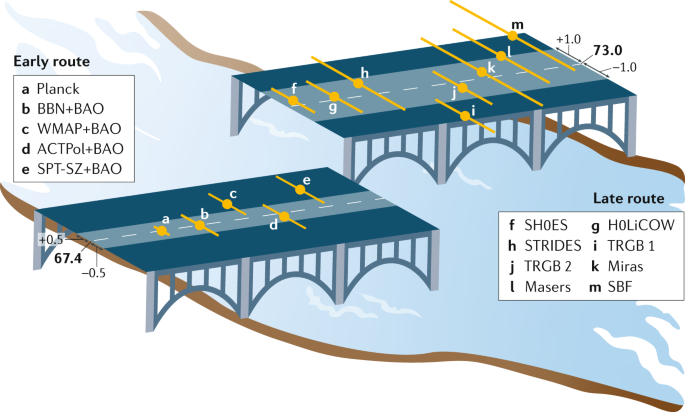 Early route
a Planck
b BBN+BAO
c WMAP+BAO
d ACTPol+BAO
e SPT-SZ+BAO
m
+1.0
73.0
−1.0
l
k
h
f
g
j
i
e
c
a
b
d
+0.5
67.4
−0.5
Late route
f SH0ES g H0LiCOW
h STRIDES i TRGB 1
j TRGB 2 k Miras
l Masers m SBF